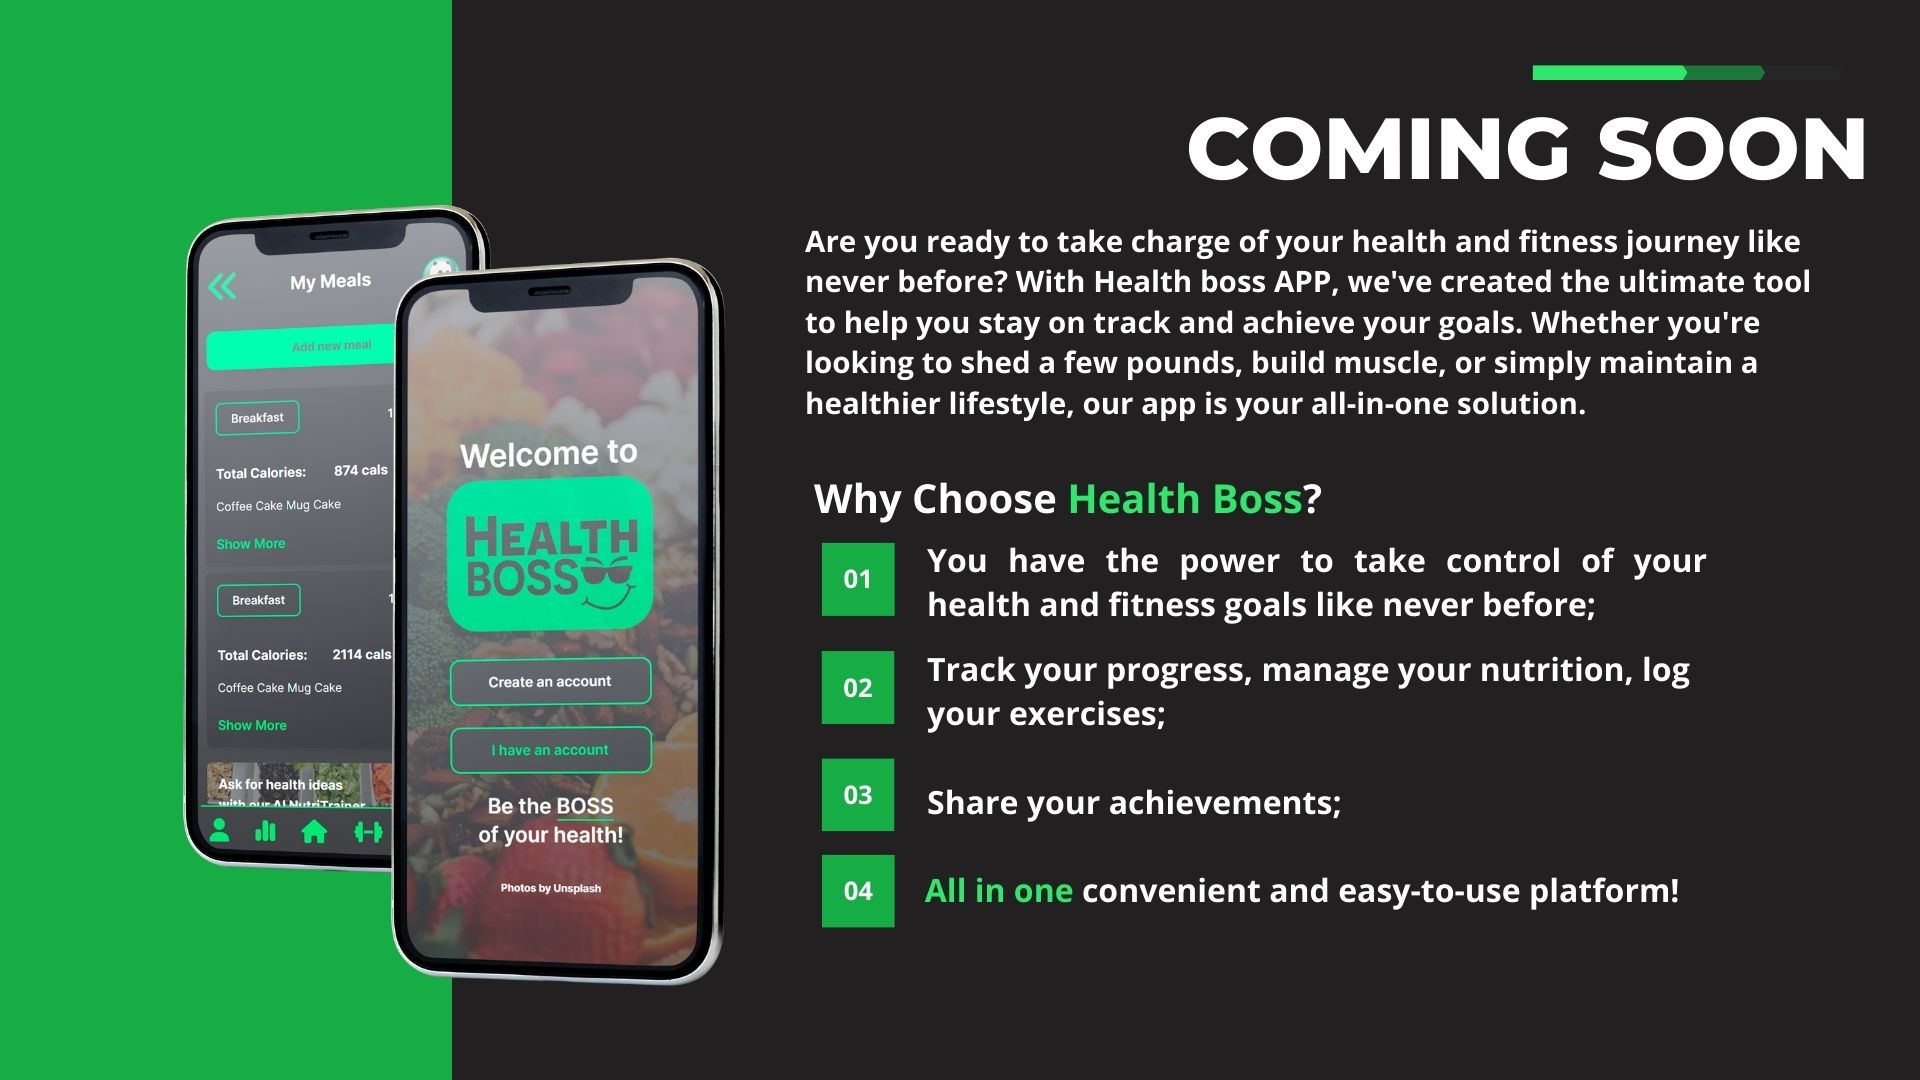 COMING SOON
Are you ready to take charge of your health and fitness journey like
never before? With Health boss APP, we've created the ultimate tool
to help you stay on track and achieve your goals. Whether you're
looking to shed a few pounds, build muscle, or simply maintain a
healthier lifestyle, our app is your all-in-one solution.
Why Choose Health Boss?
01
You have the power to take control of your
health and fitness goals like never before;
02
Track your progress, manage your nutrition, log
your exercises;
03
Share your achievements;
04
All in one convenient and easy-to-use platform!
My Meals
Add new meal
Breakfast
Total Calories: 874 cals
Coffee Cake Mug Cake
Show More
Breakfast
Total Calories: 2114 cals
Coffee Cake Mug Cake
Show More
Ask for health ideas
with our AI NutriTrainer
Welcome to
HEALTH
BOSS
Create an account
I have an account
Be the BOSS
of your health!
Photos by Unsplash